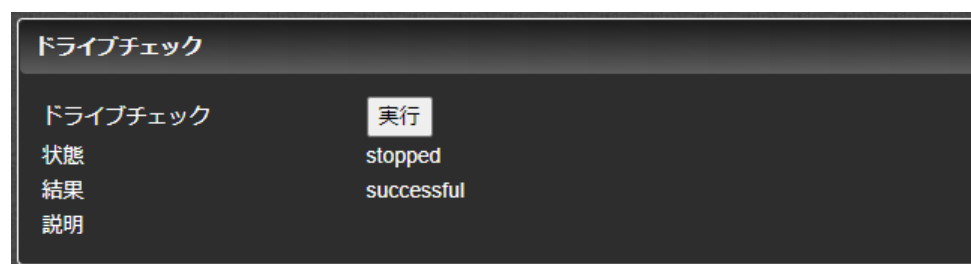 ドライブチェック
ドライブチェック 実行
状態 stopped
結果 successful
説明